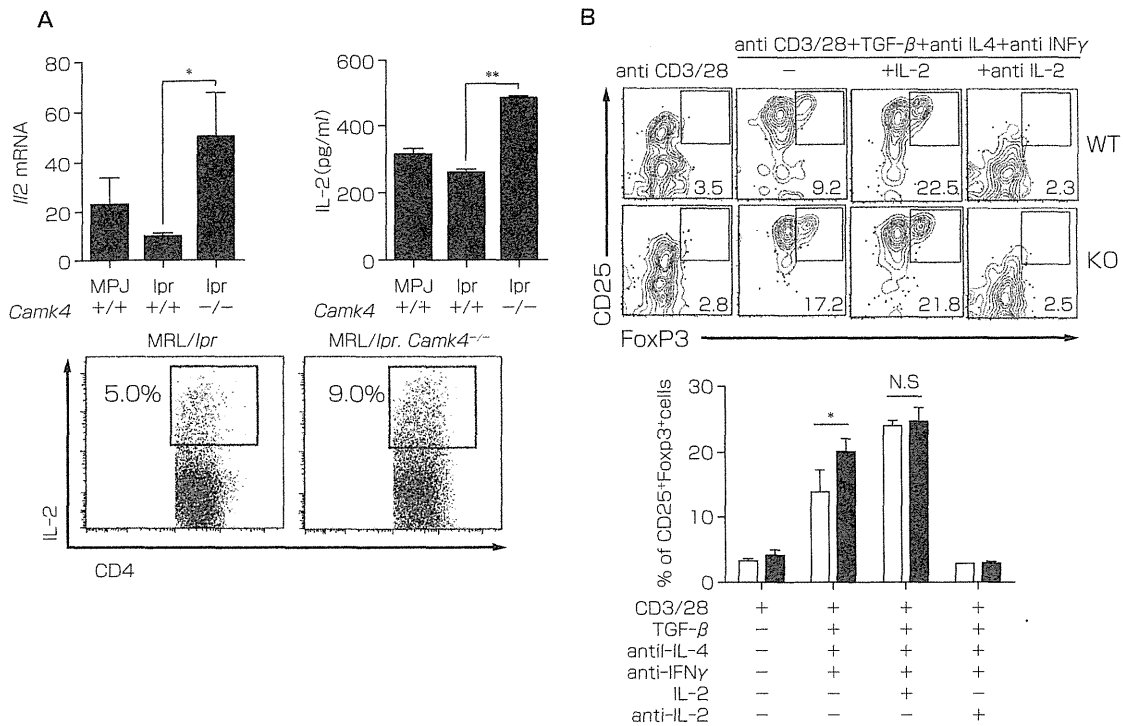 A
Il2 mRNA
80
60
40
20
0
*
MPJ lpr lpr
Camk4 +/+ +/+ -/-
IL-2 (pg/ml)
600
400
200
0
**
MPJ lpr lpr
Camk4 +/+ +/+ -/-
MRL/lpr
MRL/lpr. Camk4-/-
5.0%
9.0%
IL-2
CD4
B
anti CD3/28+TGF-β+anti IL4+anti INFγ
anti CD3/28 − +IL-2 +anti IL-2
3.5 9.2 22.5 2.3
WT
2.8 17.2 21.8 2.5
KO
CD25
FoxP3
% of CD25+Foxp3+cells
30
20
10
0
*
N.S
CD3/28 + + + +
TGF-β − + + +
antiI-IL-4 − + + +
anti-IFNγ − + + +
IL-2 − − + −
anti-IL-2 − − − +